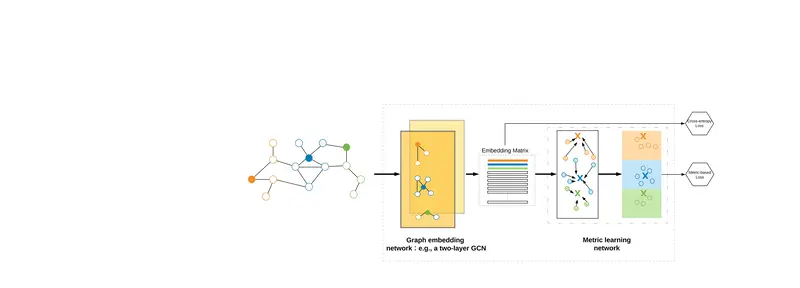 Cross-entropy
Loss
Embedding Matrix
Metric-based
Loss
Graph embedding
network : e.g., a two-layer GCN
Metric learning
network